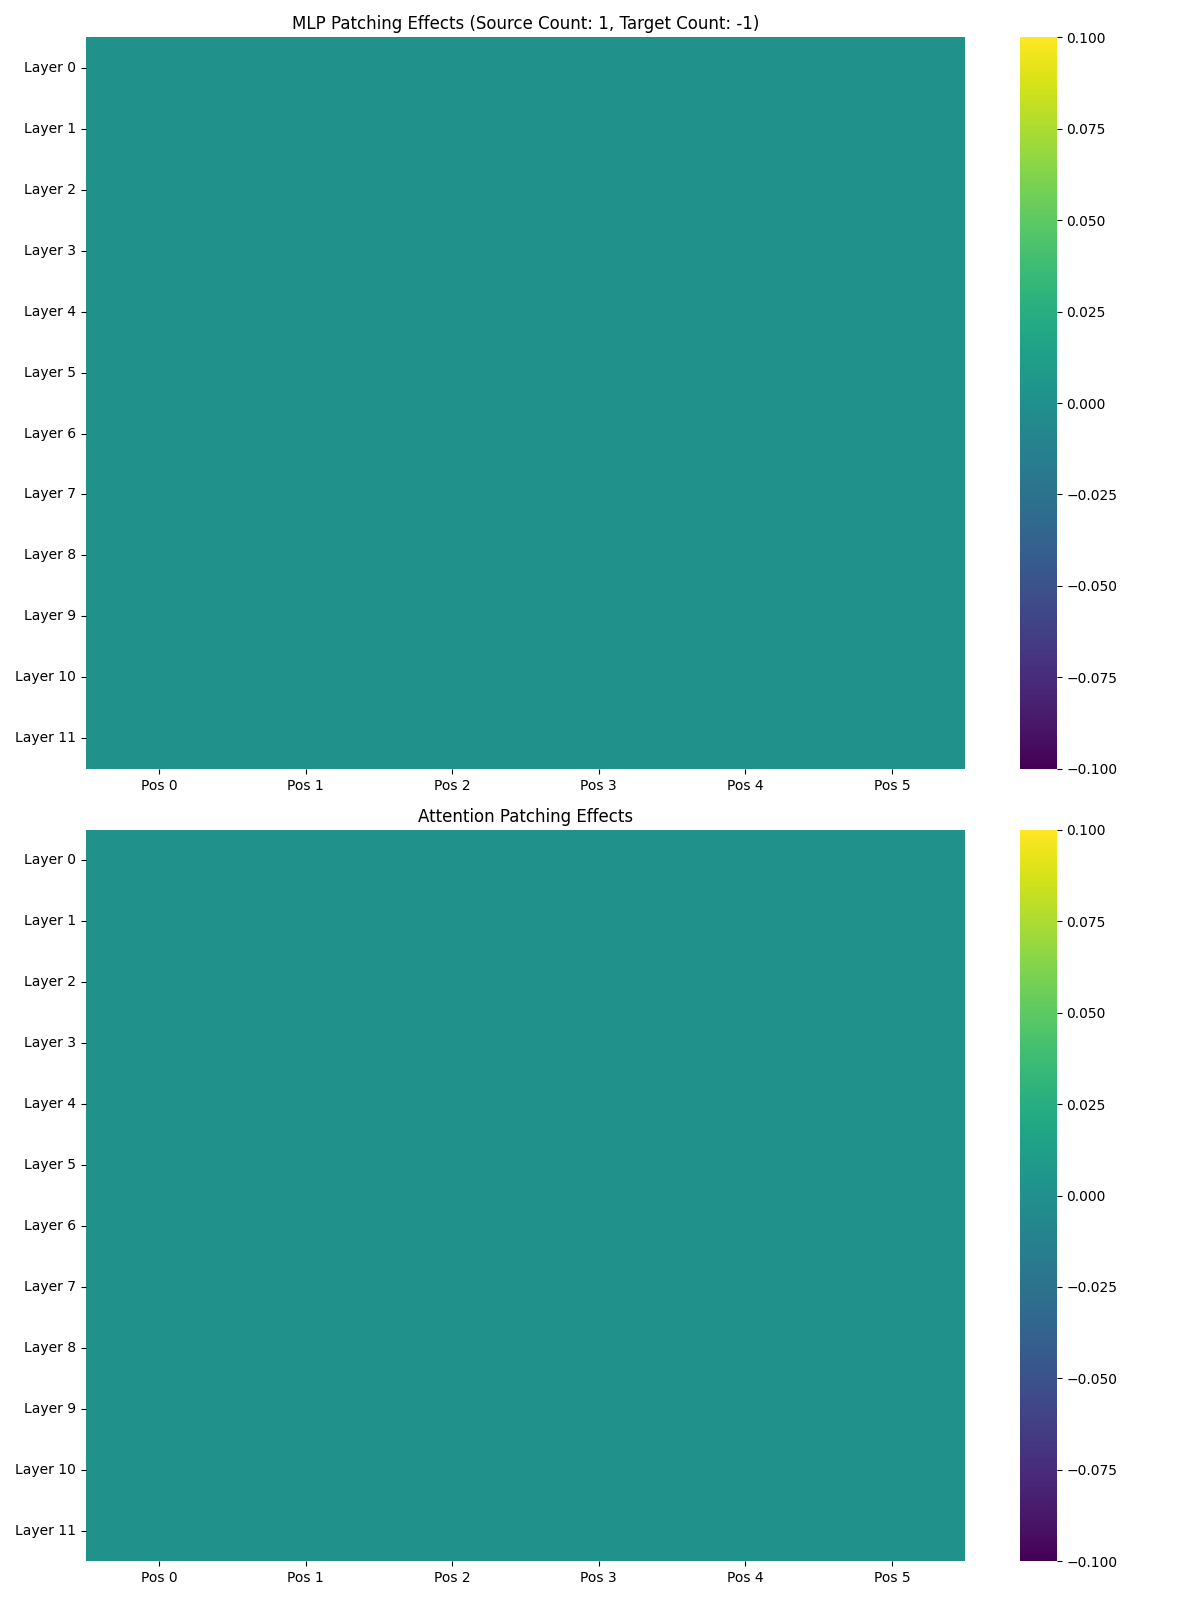 MLP Patching Effects (Source Count: 1, Target Count: -1)
Layer 0
Layer 1
Layer 2
Layer 3
Layer 4
Layer 5
Layer 6
Layer 7
Layer 8
Layer 9
Layer 10
Layer 11
Pos 0 Pos 1 Pos 2 Pos 3 Pos 4 Pos 5
0.100
0.075
0.050
0.025
0.000
−0.025
−0.050
−0.075
−0.100
Attention Patching Effects
Layer 0
Layer 1
Layer 2
Layer 3
Layer 4
Layer 5
Layer 6
Layer 7
Layer 8
Layer 9
Layer 10
Layer 11
Pos 0 Pos 1 Pos 2 Pos 3 Pos 4 Pos 5
0.100
0.075
0.050
0.025
0.000
−0.025
−0.050
−0.075
−0.100